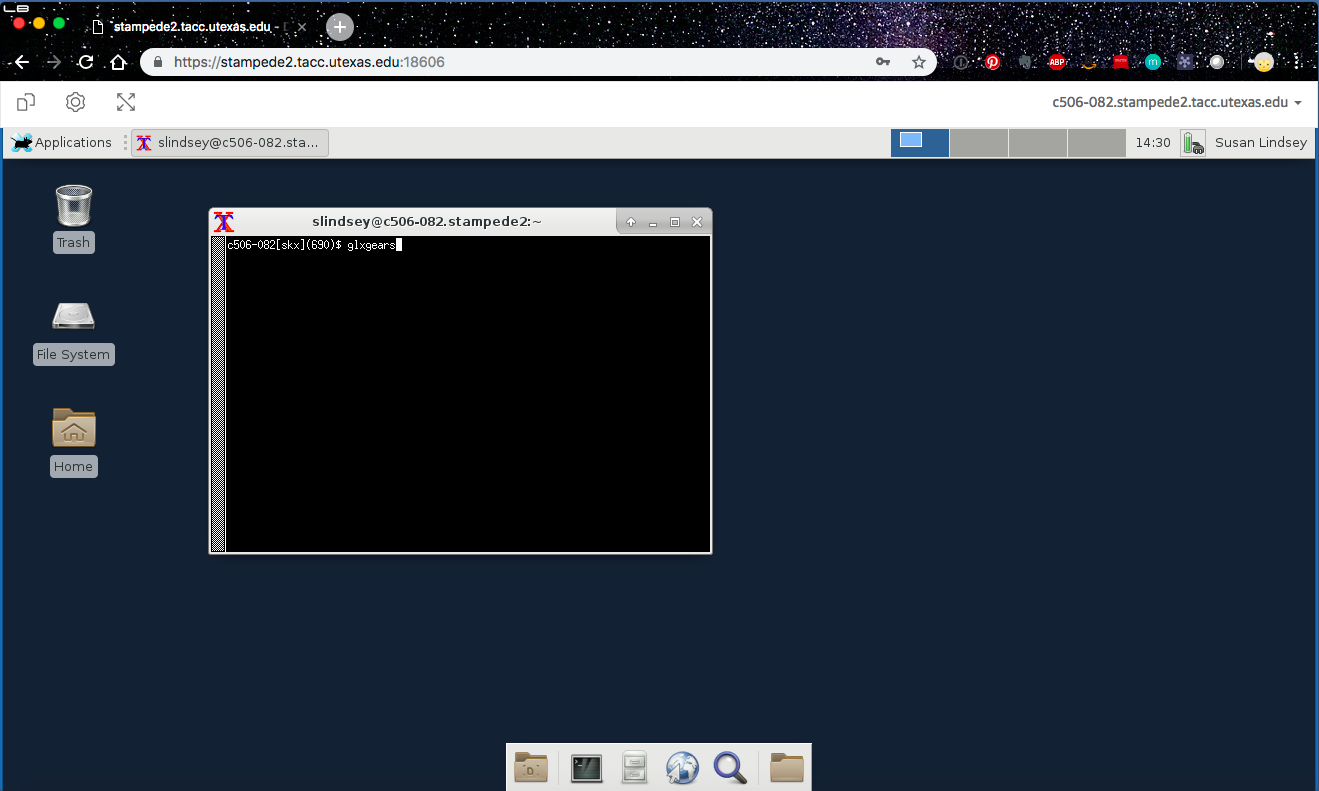 stampede2.tacc.utexas.edu -
https://stampede2.tacc.utexas.edu:18606
ABP
m
c506-082.stampede2.tacc.utexas.edu
Applications
slindsey@c506-082.sta...
14:30
Susan Lindsey
Trash
slindsey@c506-082.stampede2:~
c506-082[skx](690)$ glxgears
File System
Home